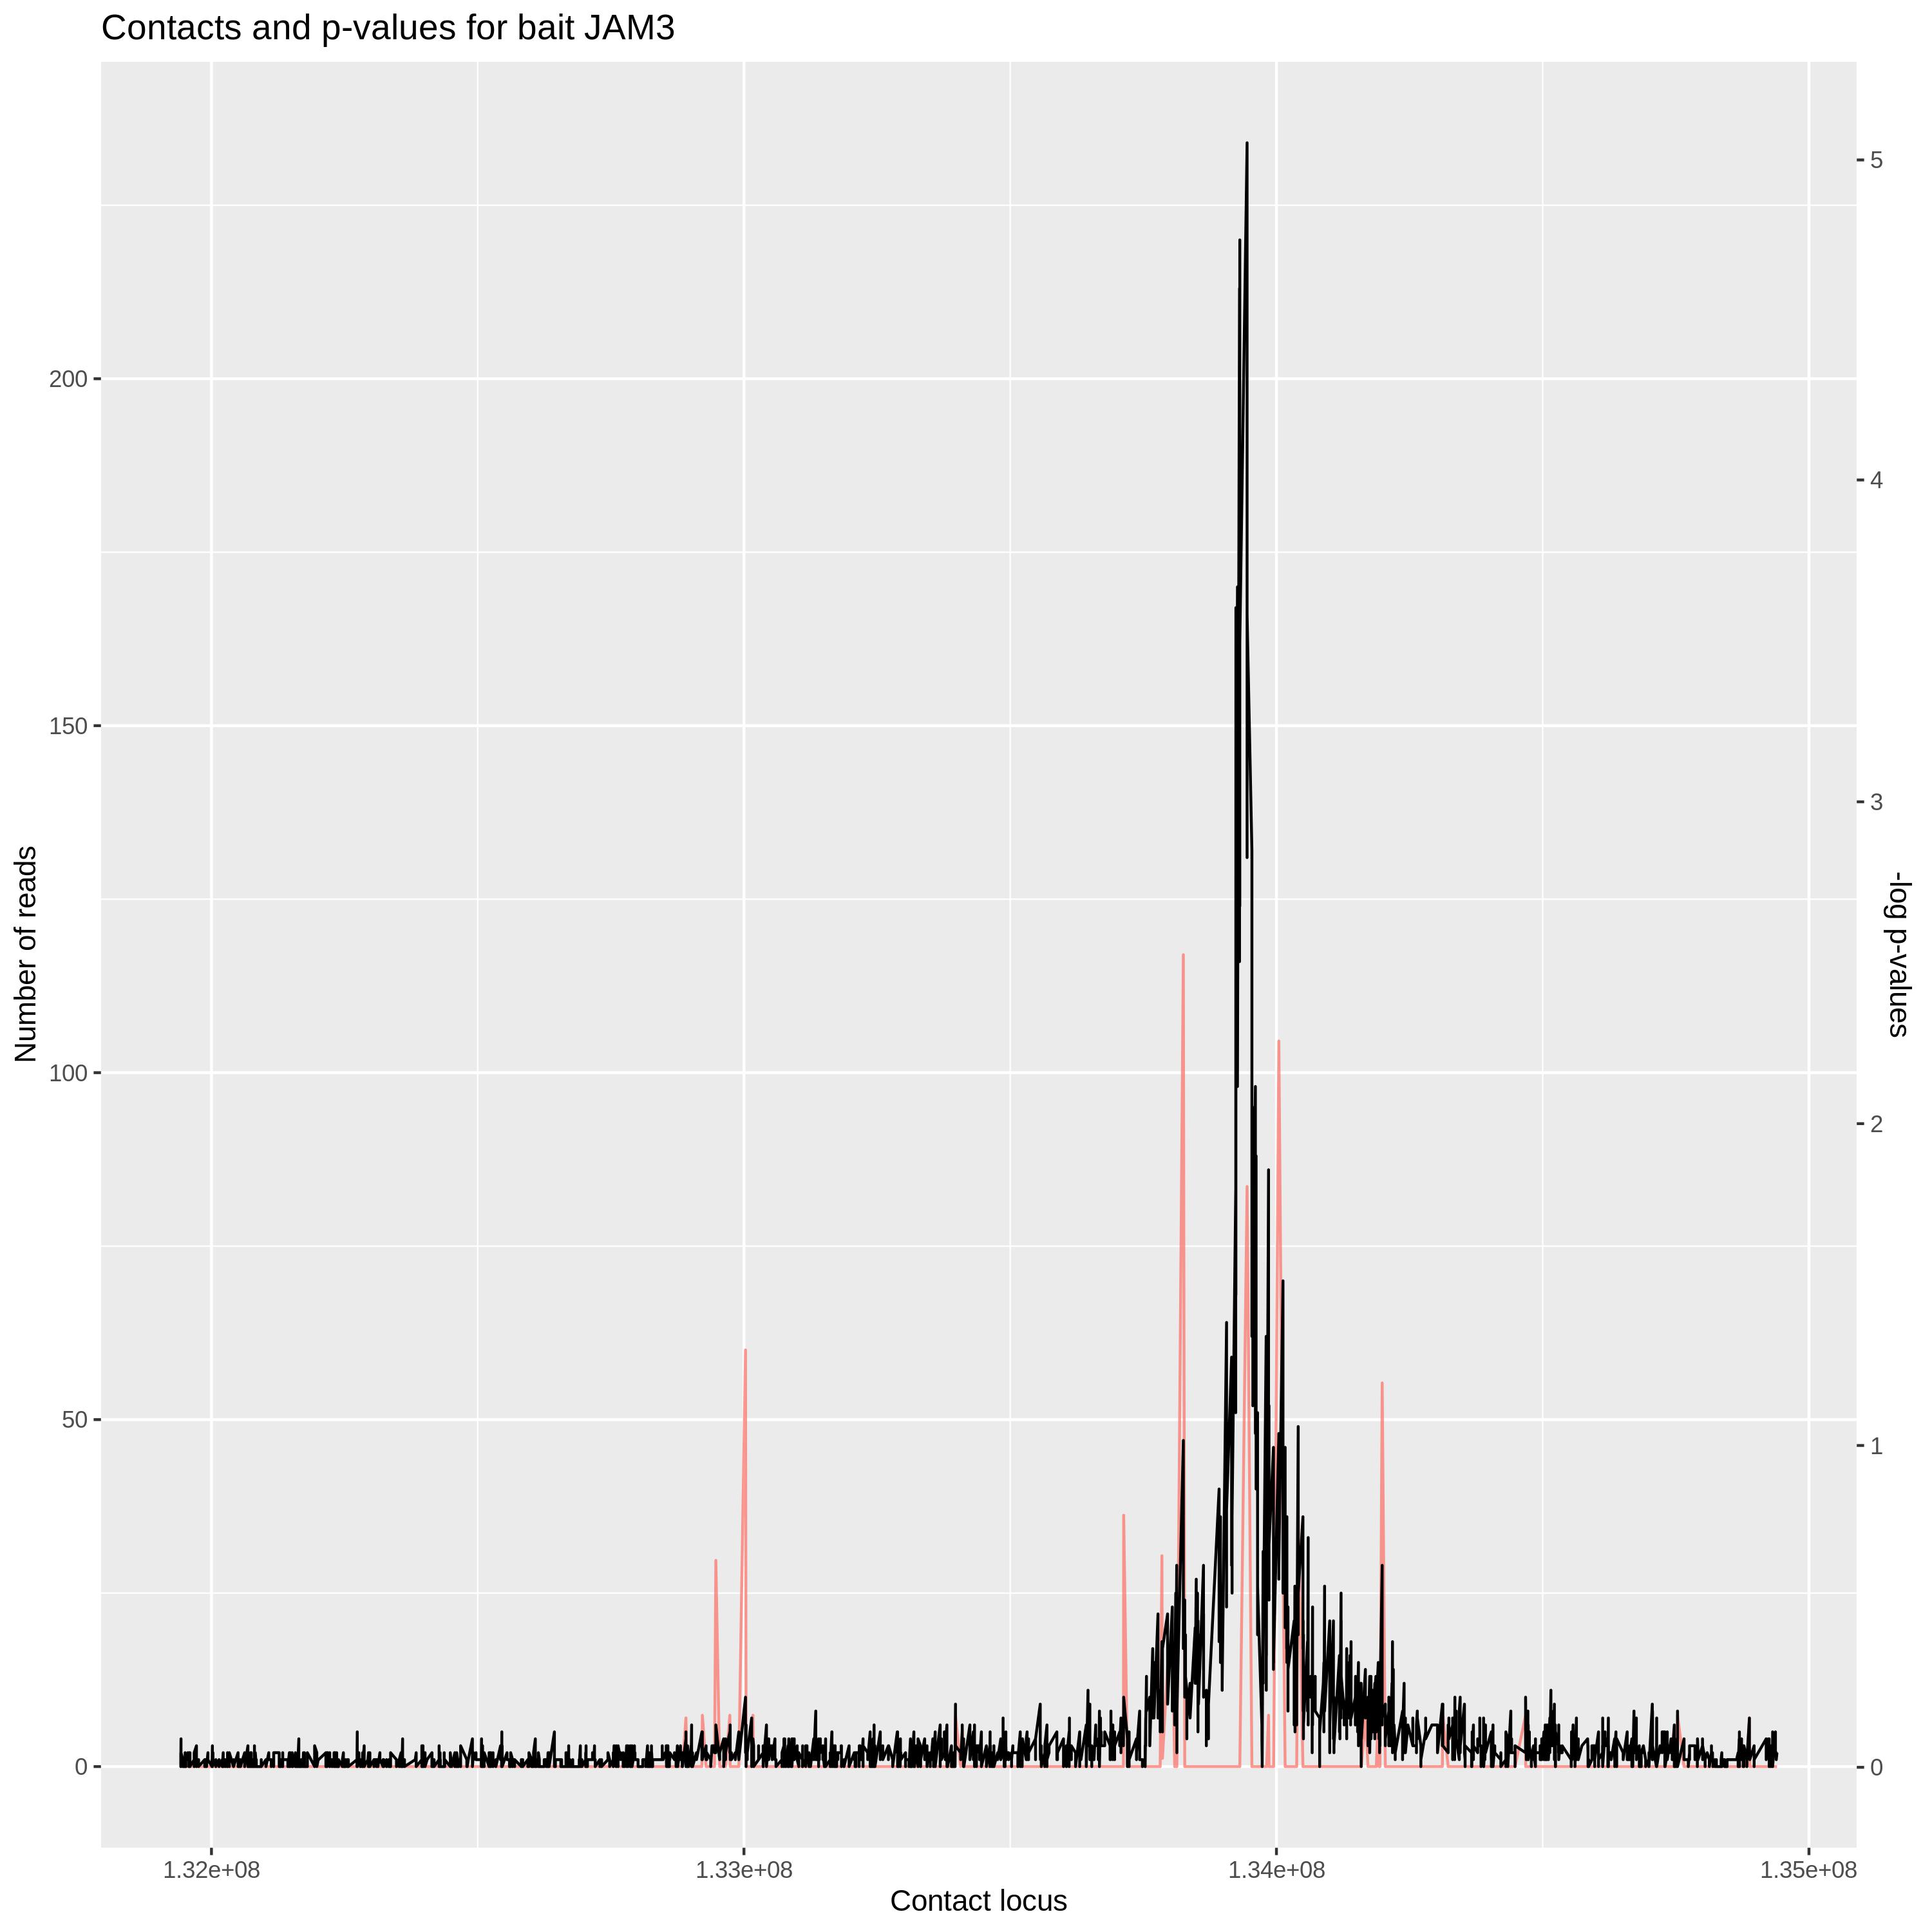 Contacts and p-values for bait JAM3
Number of reads
200
150
100
50
0
5
4
3
2
1
0
-log p-values
1.32e+08
1.33e+08
1.34e+08
1.35e+08
Contact locus